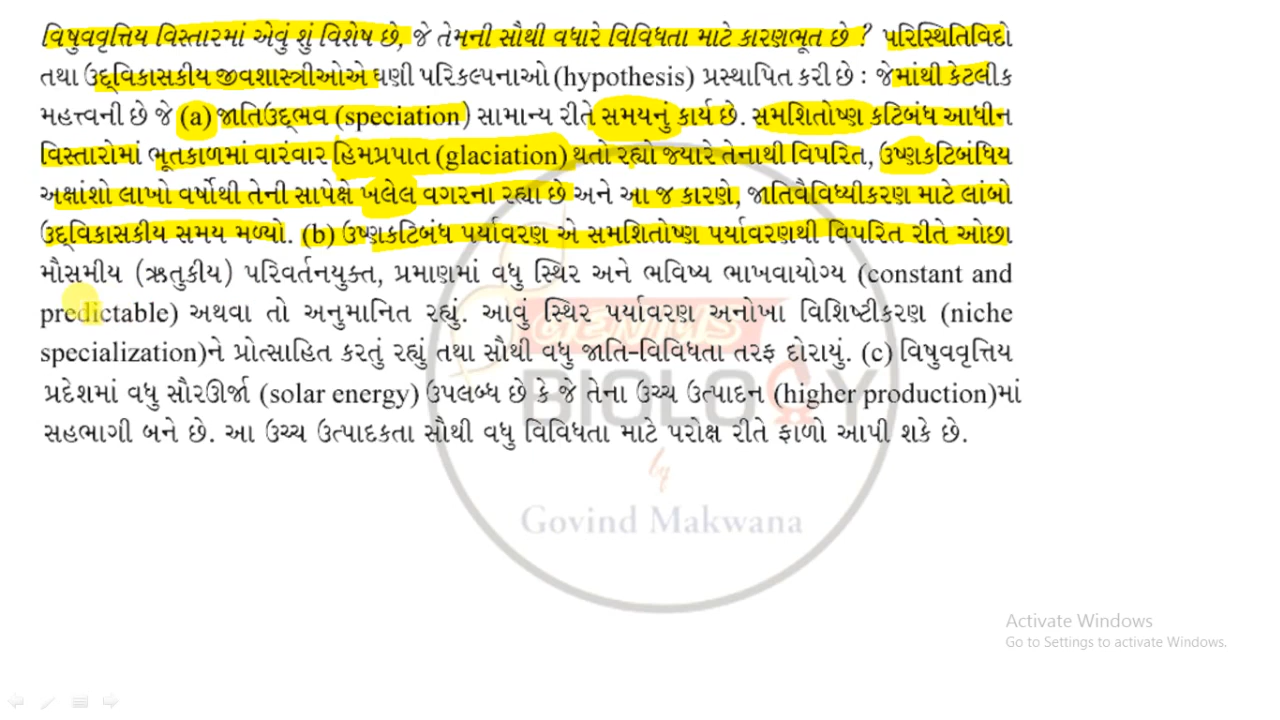 વિષુવવૃત્તિય વિસ્તારમાં એવું શું વિશેષ છે, જે તેમની સૌથી વધારે વિવિધતા માટે કારણભૂત છે ? પરિસ્થિતિવિદો
તથા ઉદ્દવિકાસકીય જીવશાસ્ત્રીઓએ ઘણી પરિકલ્પનાઓ (hypothesis) પ્રસ્થાપિત કરી છે : જેમાંથી કેટલીક
મહત્ત્વની છે જે (a) જાતિઉદ્ભવ (speciation) સામાન્ય રીતે સમયનું કાર્ય છે. સમશિતોષ્ણ કટિબંધ આધીન
વિસ્તારોમાં ભૂતકાળમાં વારંવાર હિમપ્રપાત (glaciation) થતો રહ્યો જ્યારે તેનાથી વિપરિત, ઉષ્ણકટિબંધિય
અક્ષાંશો લાખો વર્ષોથી તેની સાપેક્ષે ખલેલ વગરના રહ્યા છે અને આ જ કારણે, જાતિવૈવિધ્યીકરણ માટે લાંબો
ઉદ્દવિકાસકીય સમય મળ્યો. (b) ઉષ્ણકટિબંધ પર્યાવરણ એ સમશિતોષ્ણ પર્યાવરણથી વિપરિત રીતે ઓછા
મૌસમીય (ઋતુકીય) પરિવર્તનયુક્ત, પ્રમાણમાં વધુ સ્થિર અને ભવિષ્ય ભાખવાયોગ્ય (constant and
predictable) અથવા તો અનુમાનિત રહ્યું. આવું સ્થિર પર્યાવરણ અનોખા વિશિષ્ટીકરણ (niche
specialization)ને પ્રોત્સાહિત કરતું રહ્યું તથા સૌથી વધુ જાતિ-વિવિધતા તરફ દોરાયું. (c) વિષુવવૃત્તિય
પ્રદેશમાં વધુ સૌરઊર્જા (solar energy) ઉપલબ્ધ છે કે જે તેના ઉચ્ચ ઉત્પાદન (higher production)માં
સહભાગી બને છે. આ ઉચ્ચ ઉત્પાદકતા સૌથી વધુ વિવિધતા માટે પરોક્ષ રીતે ફાળો આપી શકે છે.
BIOLOGY
by
Govind Makwana
Activate Windows
Go to Settings to activate Windows.